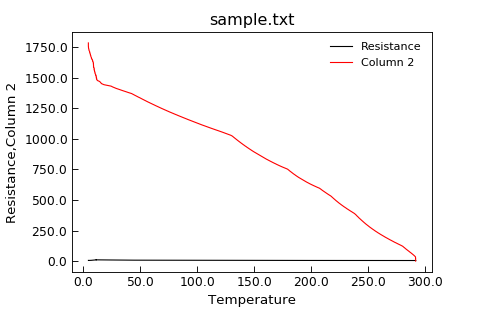 sample.txt
Resistance
Column 2
1750.0
1500.0
1250.0
1000.0
750.0
500.0
250.0
0.0
Resistance,Column 2
0.0 50.0 100.0 150.0 200.0 250.0 300.0
Temperature